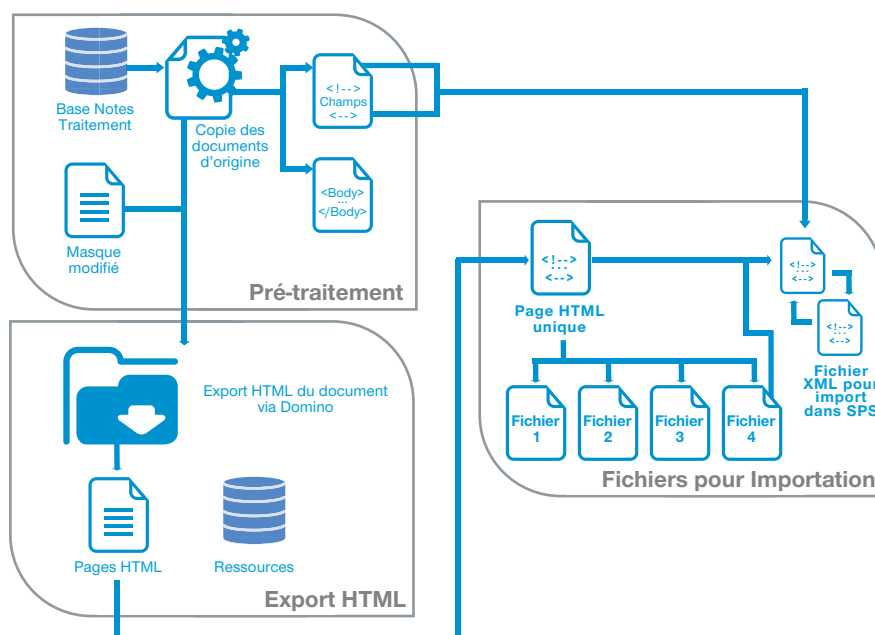 Base Notes
Traitement
Copie des
documents
d'origine
<!-->
Champs
<-->
<Body>
...
</Body>
Masque
modifié
Pré-traitement
Export HTML du document
via Domino
Pages HTML
Ressources
Export HTML
<!-->
...
<-->
Page HTML
unique
Fichier
1
Fichier
2
Fichier
3
Fichier
4
<!-->
...
<-->
<!-->
...
<-->
Fichier
XML pour
import
dans SPS
Fichiers pour Importation